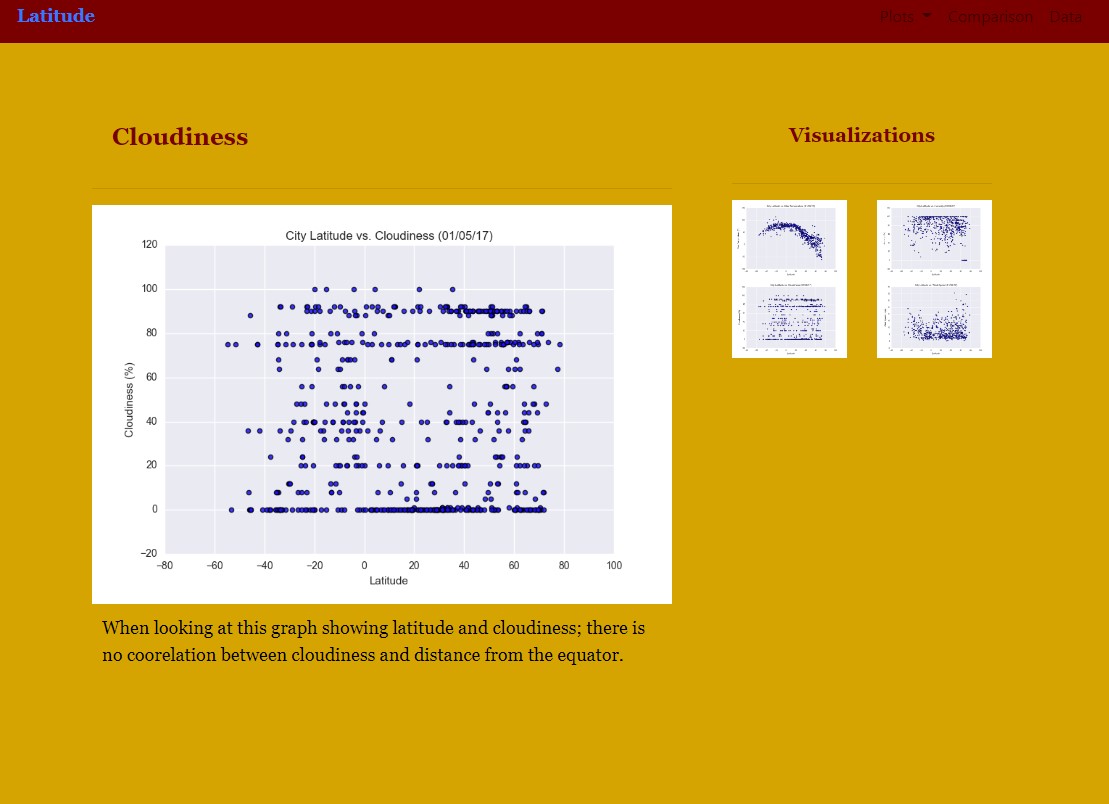 Latitude
Plots Comparison Data
Cloudiness
Visualizations
City Latitude vs. Cloudiness (01/05/17)
120
100
80
60
40
20
0
−20
Cloudiness (%)
−80 −60 −40 −20 0 20 40 60 80 100
Latitude
When looking at this graph showing latitude and cloudiness; there is
no coorelation between cloudiness and distance from the equator.